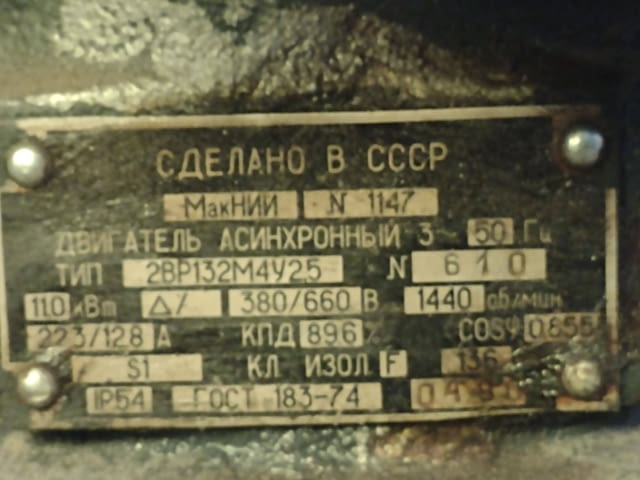 СДЕЛАНО В СССР
МакНИИ N 1147
ДВИГАТЕЛЬ АСИНХРОННЫЙ 3~ 50 Гц
ТИП 2ВР132М4У2.5 N 610
11.0 кВт Δ/Y 380/660 В 1440 об/мин
22.3/12.8 А КПД 89.6 % COSφ 0.855
S1 КЛ ИЗОЛ F 136
IP54 ГОСТ 183-74